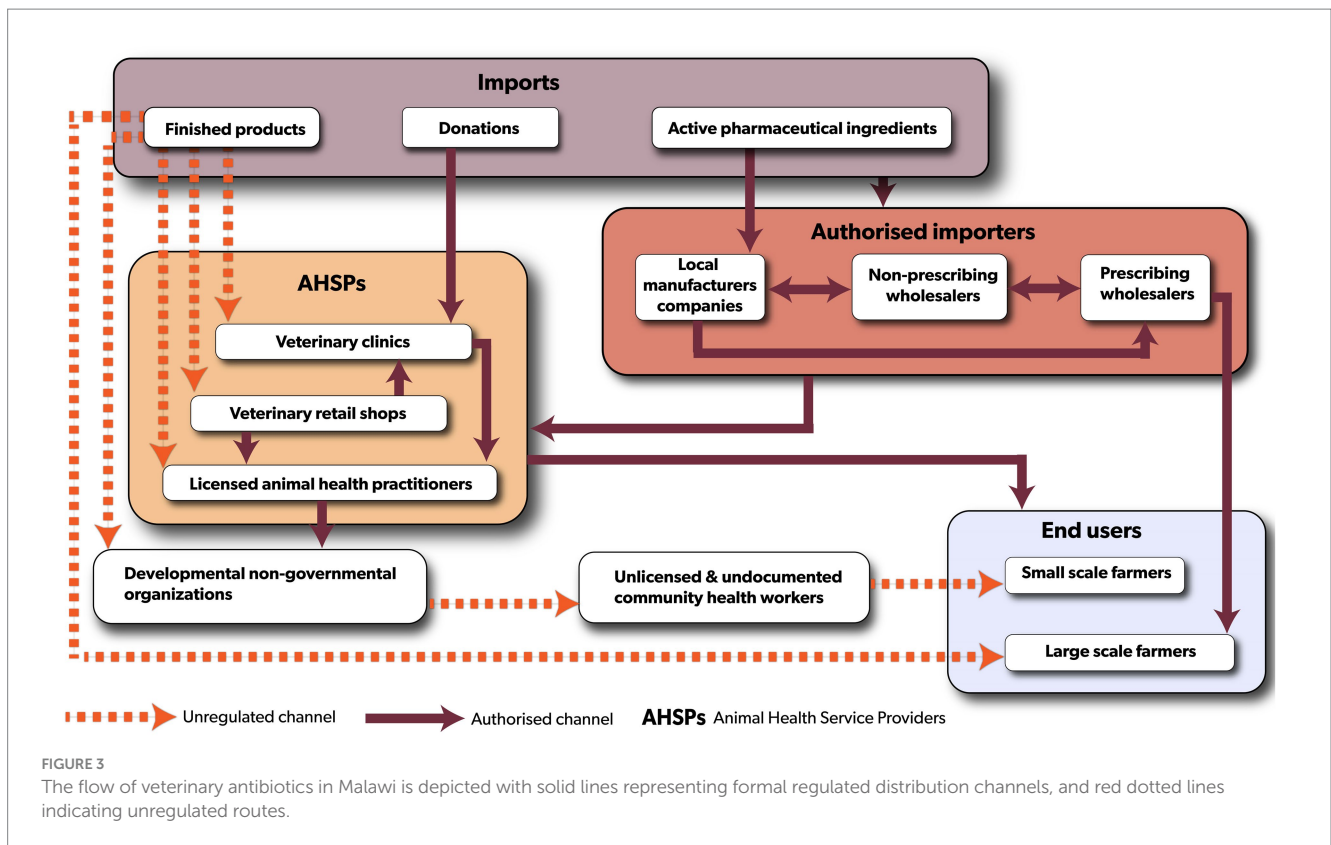 Imports
Finished products
Donations
Active pharmaceutical ingredients
Authorised importers
Local
manufacturers
companies
Non-prescribing
wholesalers
Prescribing
wholesalers
AHSPs
Veterinary clinics
Veterinary retail shops
Licensed animal health practitioners
End users
Developmental non-governmental
organizations
Unlicensed & undocumented
community health workers
Small scale farmers
Large scale farmers
Unregulated channel
Authorised channel
AHSPs Animal Health Service Providers
FIGURE 3
The flow of veterinary antibiotics in Malawi is depicted with solid lines representing formal regulated distribution channels, and red dotted lines
indicating unregulated routes.